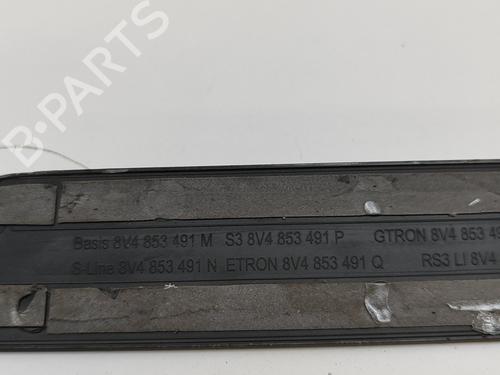 B-PARTS
Basis 8V4 853 491 M S3 8V4 853 491 P GTRON 8V4 853 49
S-Line 8V4 853 491 N ETRON 8V4 853 491 Q RS3 LI 8V4